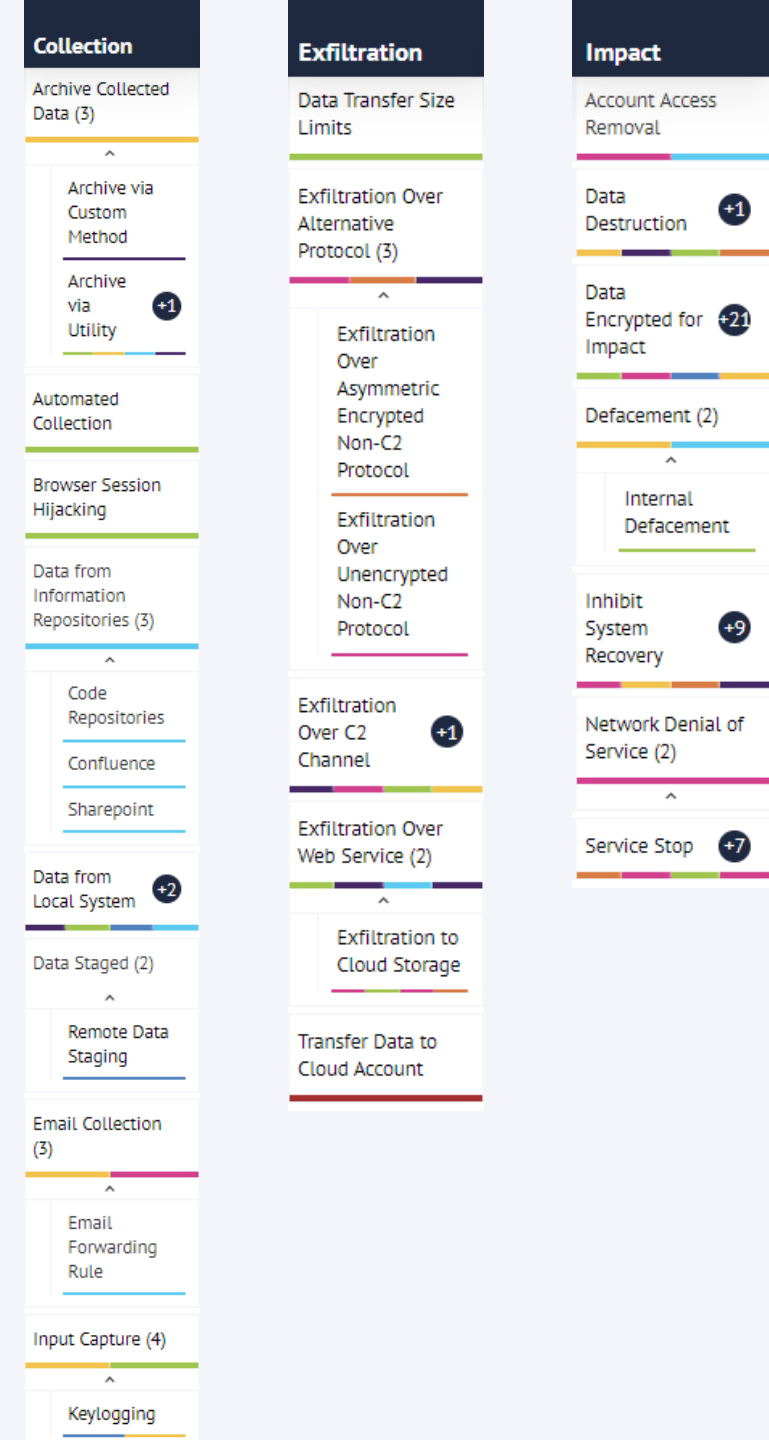 Collection
Archive Collected
Data (3)
Archive via
Custom
Method
Archive
via
Utility
+1
Automated
Collection
Browser Session
Hijacking
Data from
Information
Repositories (3)
Code
Repositories
Confluence
Sharepoint
Data from
Local System
+2
Data Staged (2)
Remote Data
Staging
Email Collection
(3)
Email
Forwarding
Rule
Input Capture (4)
Keylogging
Exfiltration
Data Transfer Size
Limits
Exfiltration Over
Alternative
Protocol (3)
Exfiltration
Over
Asymmetric
Encrypted
Non-C2
Protocol
Exfiltration
Over
Unencrypted
Non-C2
Protocol
Exfiltration
Over C2
Channel
+1
Exfiltration Over
Web Service (2)
Exfiltration to
Cloud Storage
Transfer Data to
Cloud Account
Impact
Account Access
Removal
Data
Destruction
+1
Data
Encrypted for
Impact
+21
Defacement (2)
Internal
Defacement
Inhibit
System
Recovery
+9
Network Denial of
Service (2)
Service Stop
+7